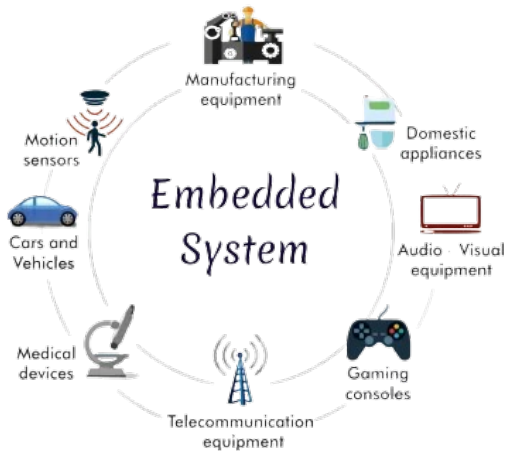 Manufacturing
equipment
Domestic
appliances
Audio - Visual
equipment
Gaming
consoles
Telecommunication
equipment
Medical
devices
Cars and
Vehicles
Motion
sensors
Embedded
System